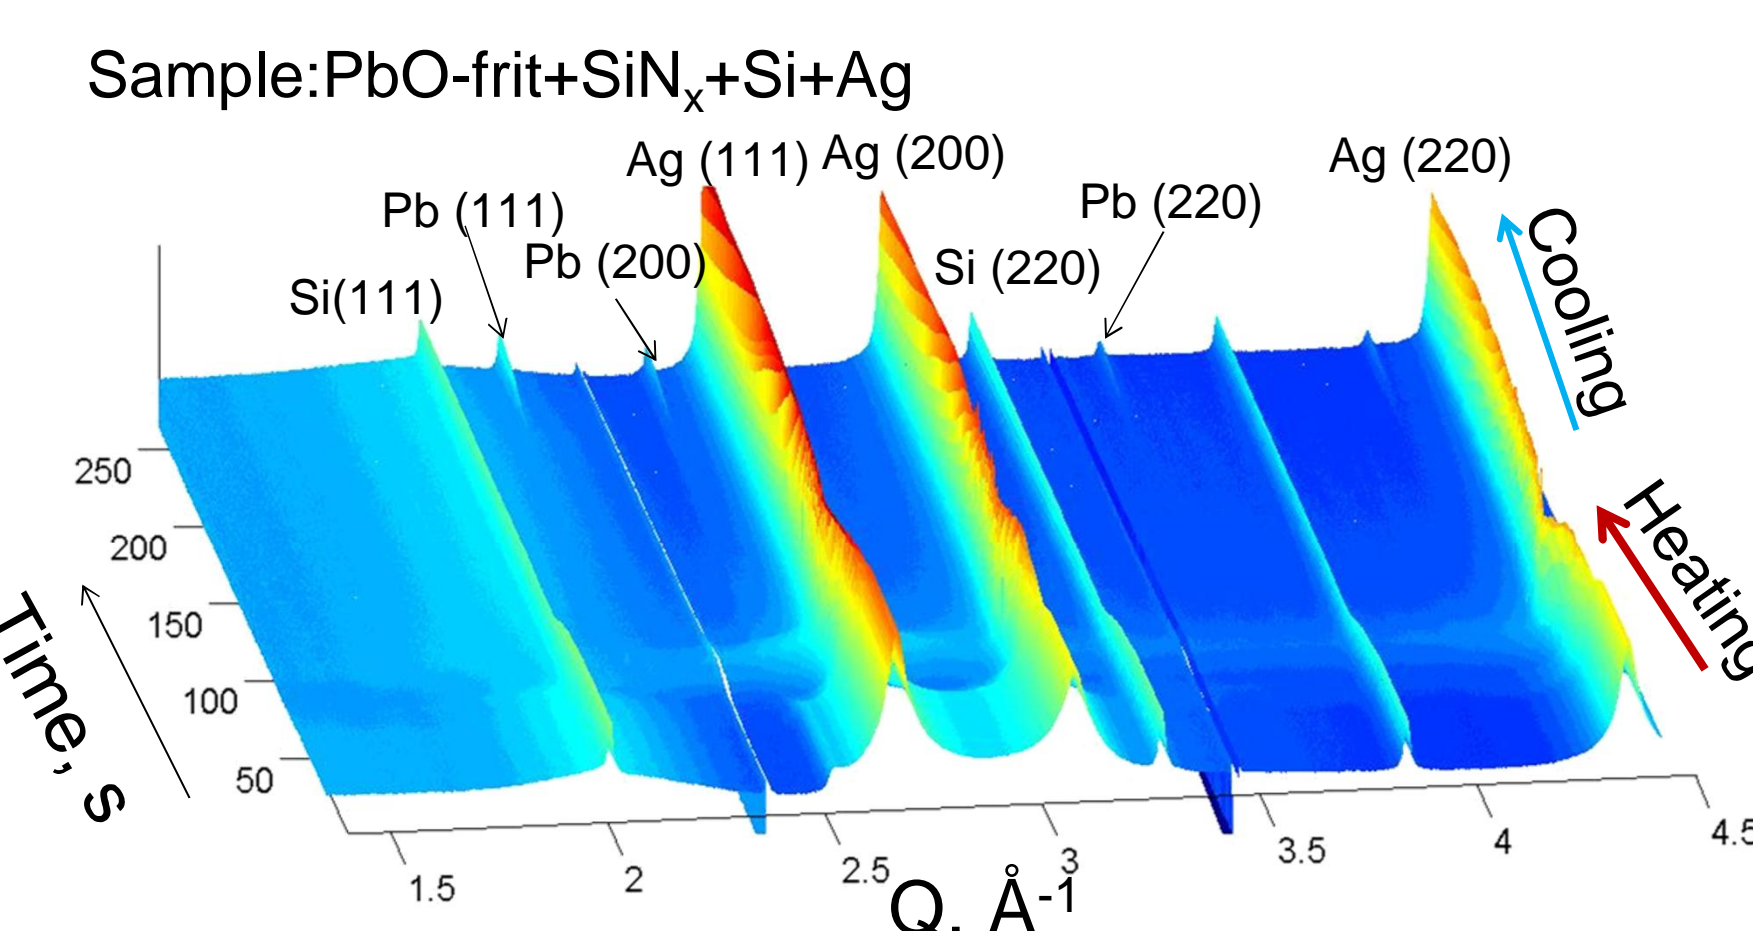 Sample:PbO-frit+SiNx+Si+Ag
Ag (111)
Ag (200)
Ag (220)
Pb (111)
Pb (200)
Pb (220)
Si(111)
Si (220)
Cooling
Heating
250
200
150
100
50
Time, s
1.5
2
2.5
3
3.5
4
4.5
Q, Å-1